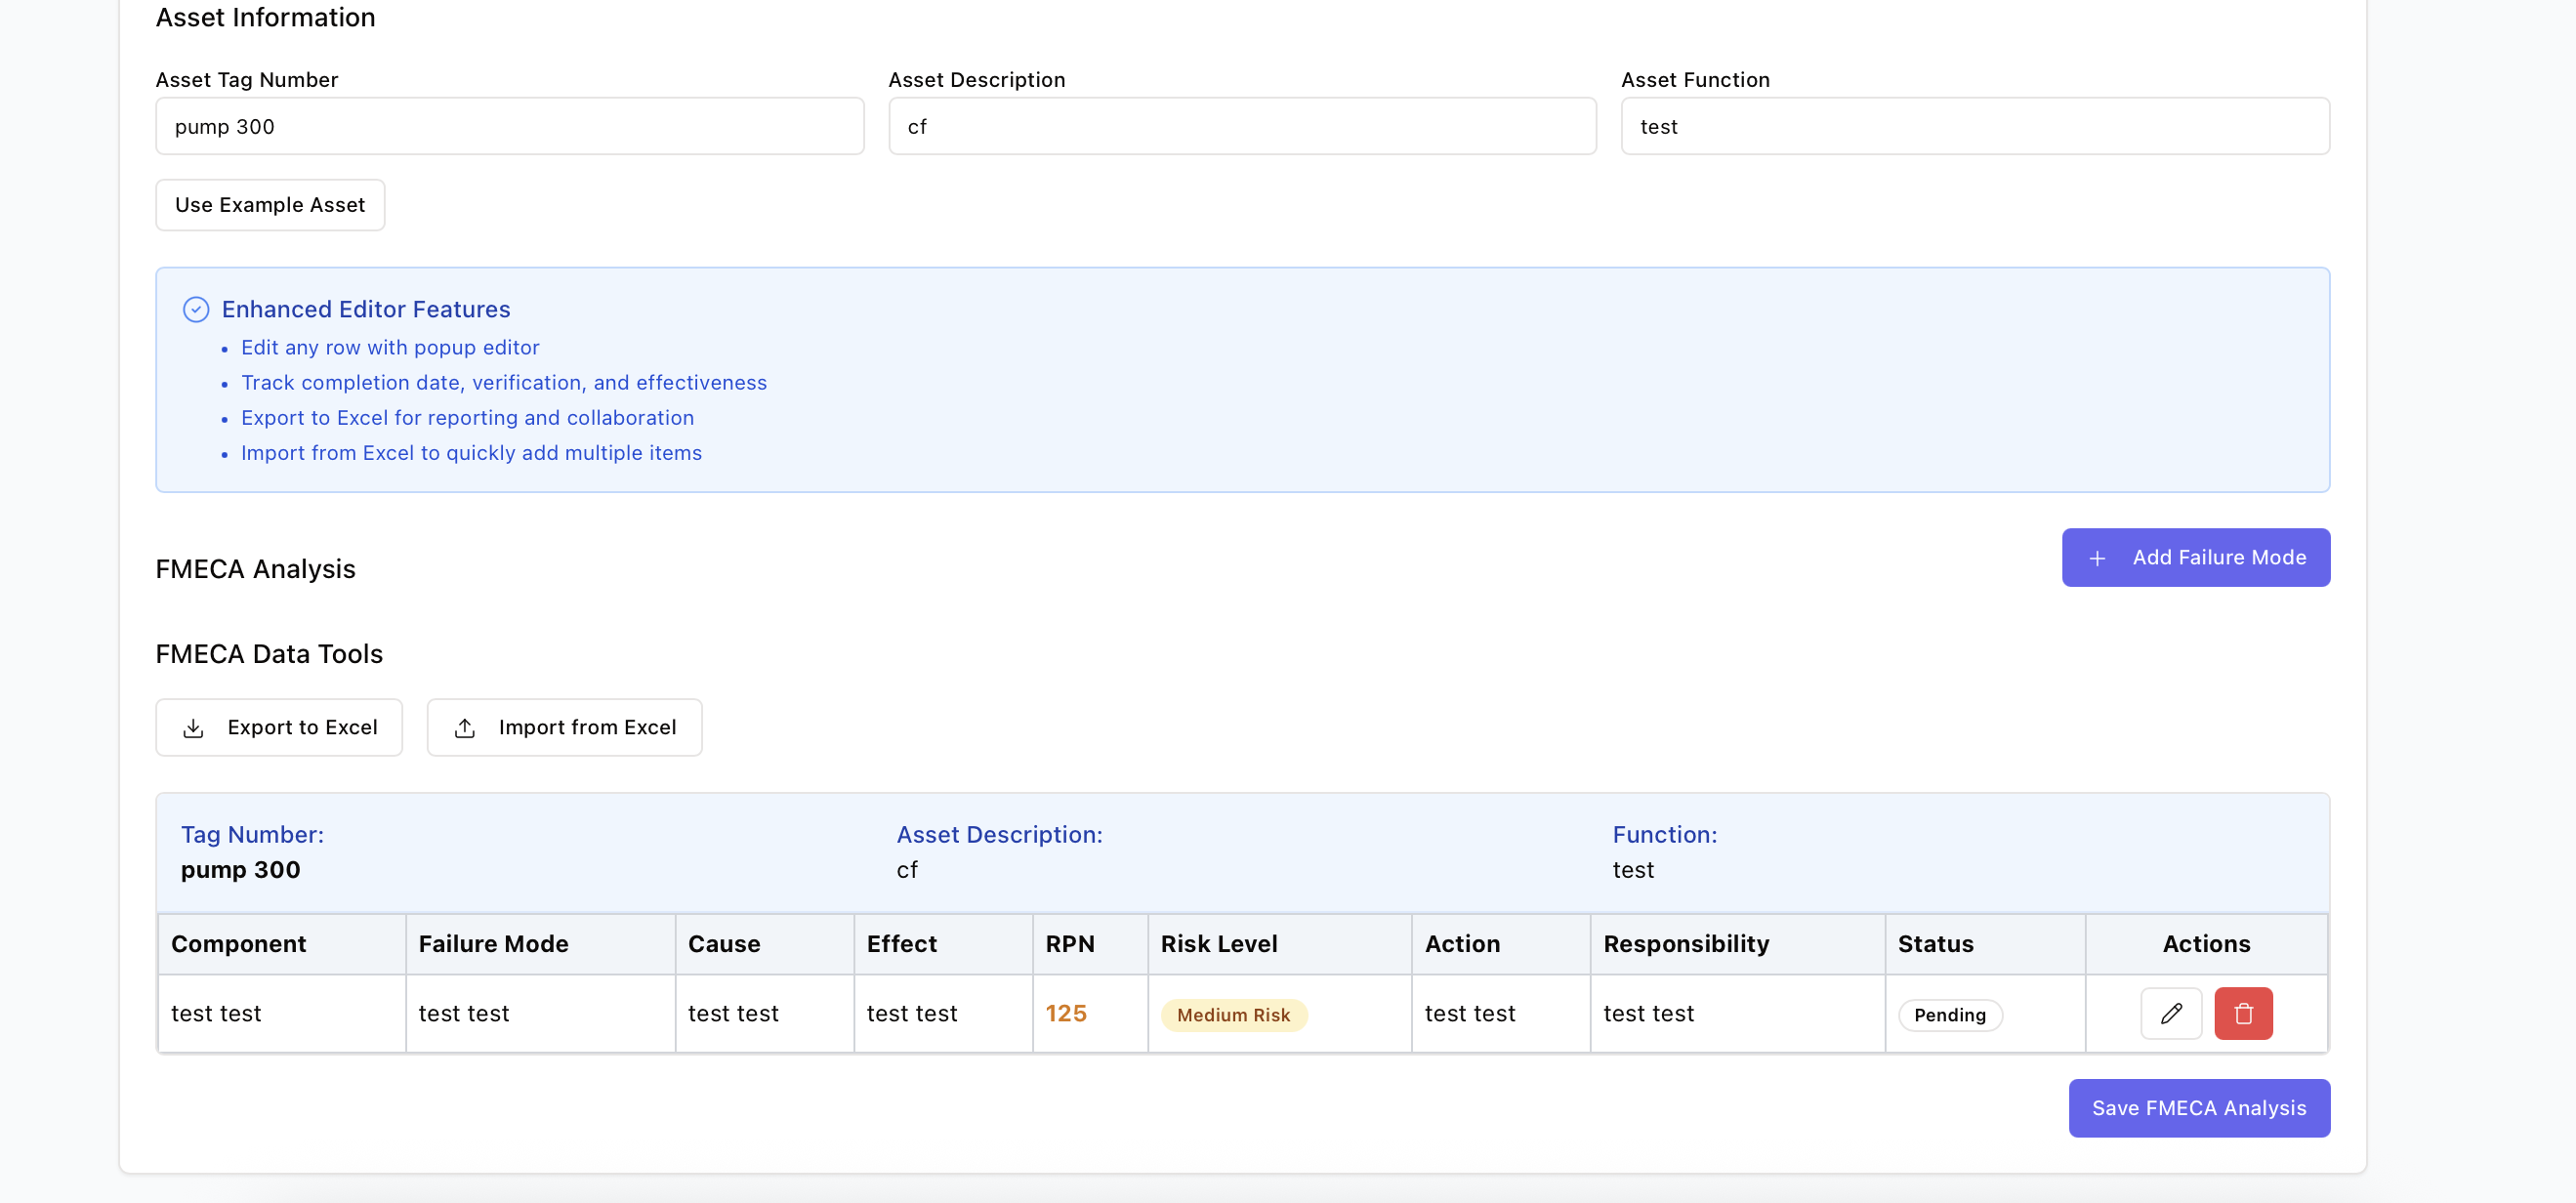 Asset Information
Asset Tag Number
Asset Description
Asset Function
pump 300
cf
test
Use Example Asset
Enhanced Editor Features
• Edit any row with popup editor
• Track completion date, verification, and effectiveness
• Export to Excel for reporting and collaboration
• Import from Excel to quickly add multiple items
FMECA Analysis
+ Add Failure Mode
FMECA Data Tools
Export to Excel
Import from Excel
Tag Number:
Asset Description:
Function:
pump 300
cf
test
Component Failure Mode Cause Effect RPN Risk Level Action Responsibility Status Actions
test test test test test test test test 125 Medium Risk test test test test Pending
Save FMECA Analysis